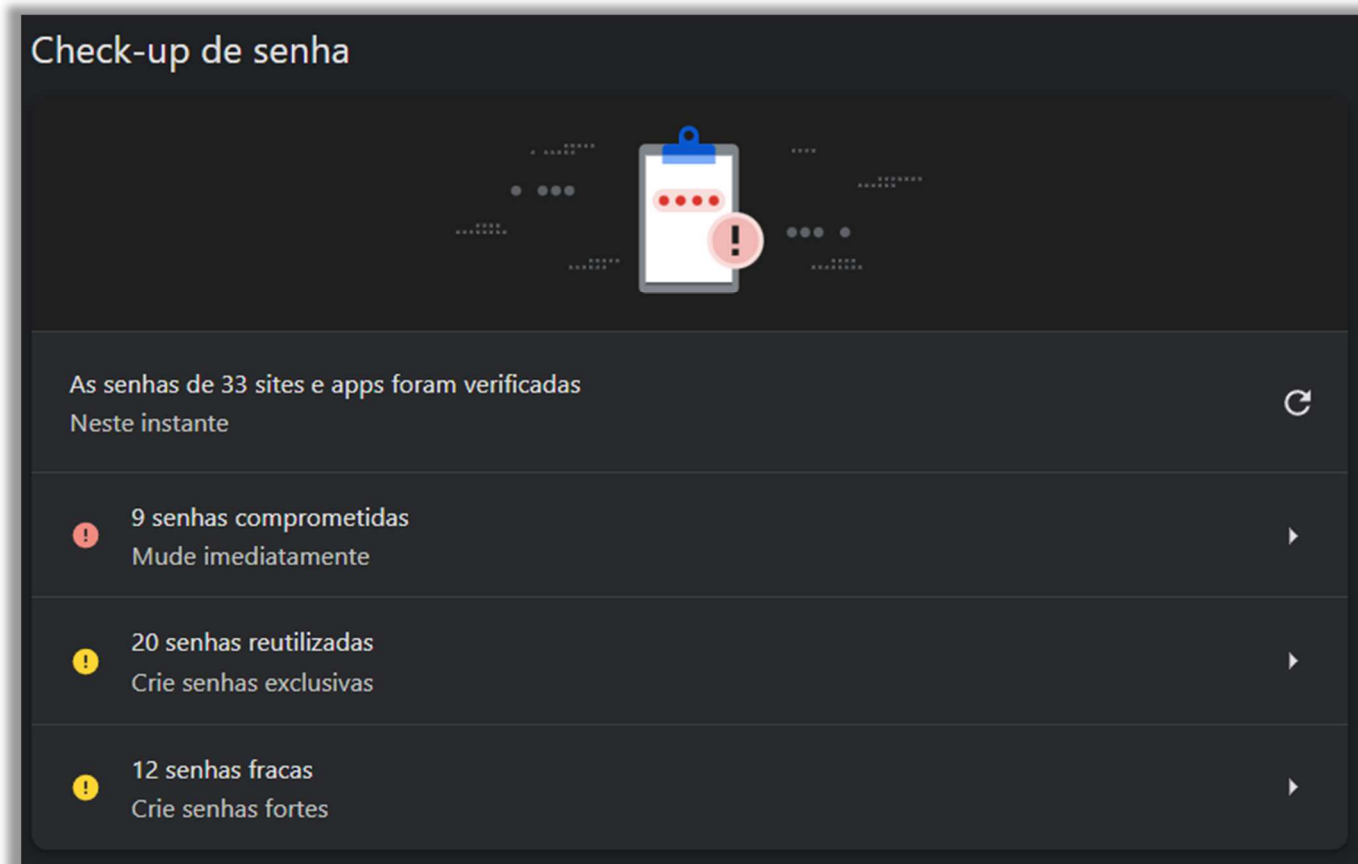 Check-up de senha
As senhas de 33 sites e apps foram verificadas
Neste instante
9 senhas comprometidas
Mude imediatamente
20 senhas reutilizadas
Crie senhas exclusivas
12 senhas fracas
Crie senhas fortes